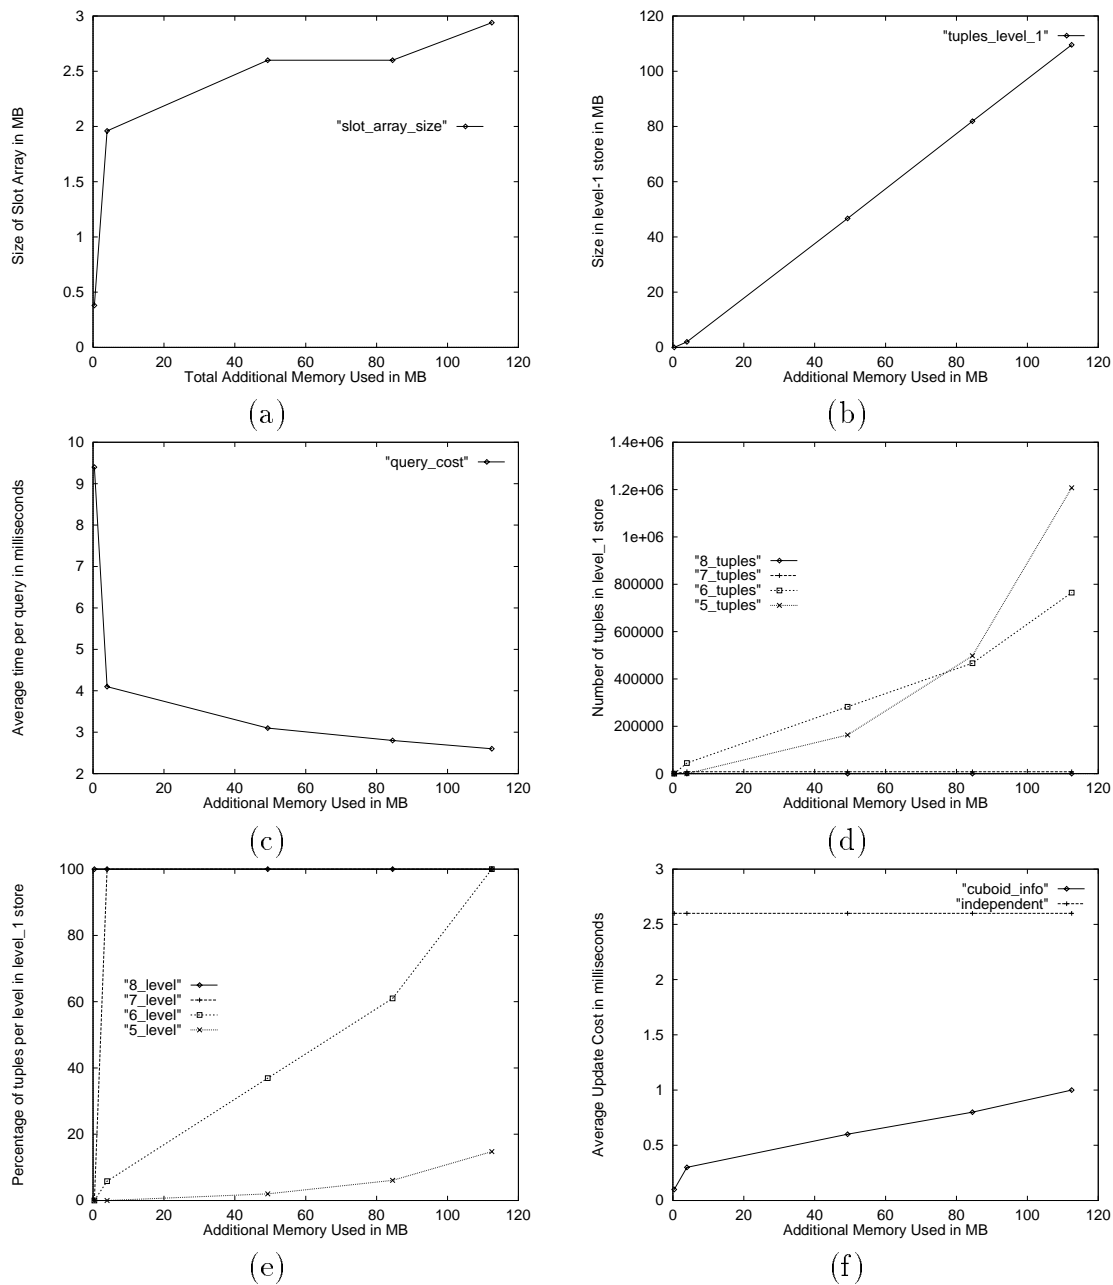 3
2.5
2
1.5
1
0.5
0
Size of Slot Array in MB
"slot_array_size"
0 20 40 60 80 100 120
Total Additional Memory Used in MB
(a)
120
100
80
60
40
20
0
Size in level-1 store in MB
"tuples_level_1"
0 20 40 60 80 100 120
Additional Memory Used in MB
(b)
10
9
8
7
6
5
4
3
2
Average time per query in milliseconds
"query_cost"
0 20 40 60 80 100 120
Additional Memory Used in MB
(c)
1.4e+06
1.2e+06
1e+06
800000
600000
400000
200000
0
Number of tuples in level_1 store
"8_tuples"
"7_tuples"
"6_tuples"
"5_tuples"
0 20 40 60 80 100 120
Additional Memory Used in MB
(d)
100
80
60
40
20
0
Percentage of tuples per level in level_1 store
"8_level"
"7_level"
"6_level"
"5_level"
0 20 40 60 80 100 120
Additional Memory Used in MB
(e)
3
2.5
2
1.5
1
0.5
0
Average Update Cost in milliseconds
"cuboid_info"
"independent"
0 20 40 60 80 100 120
Additional Memory Used in MB
(f)